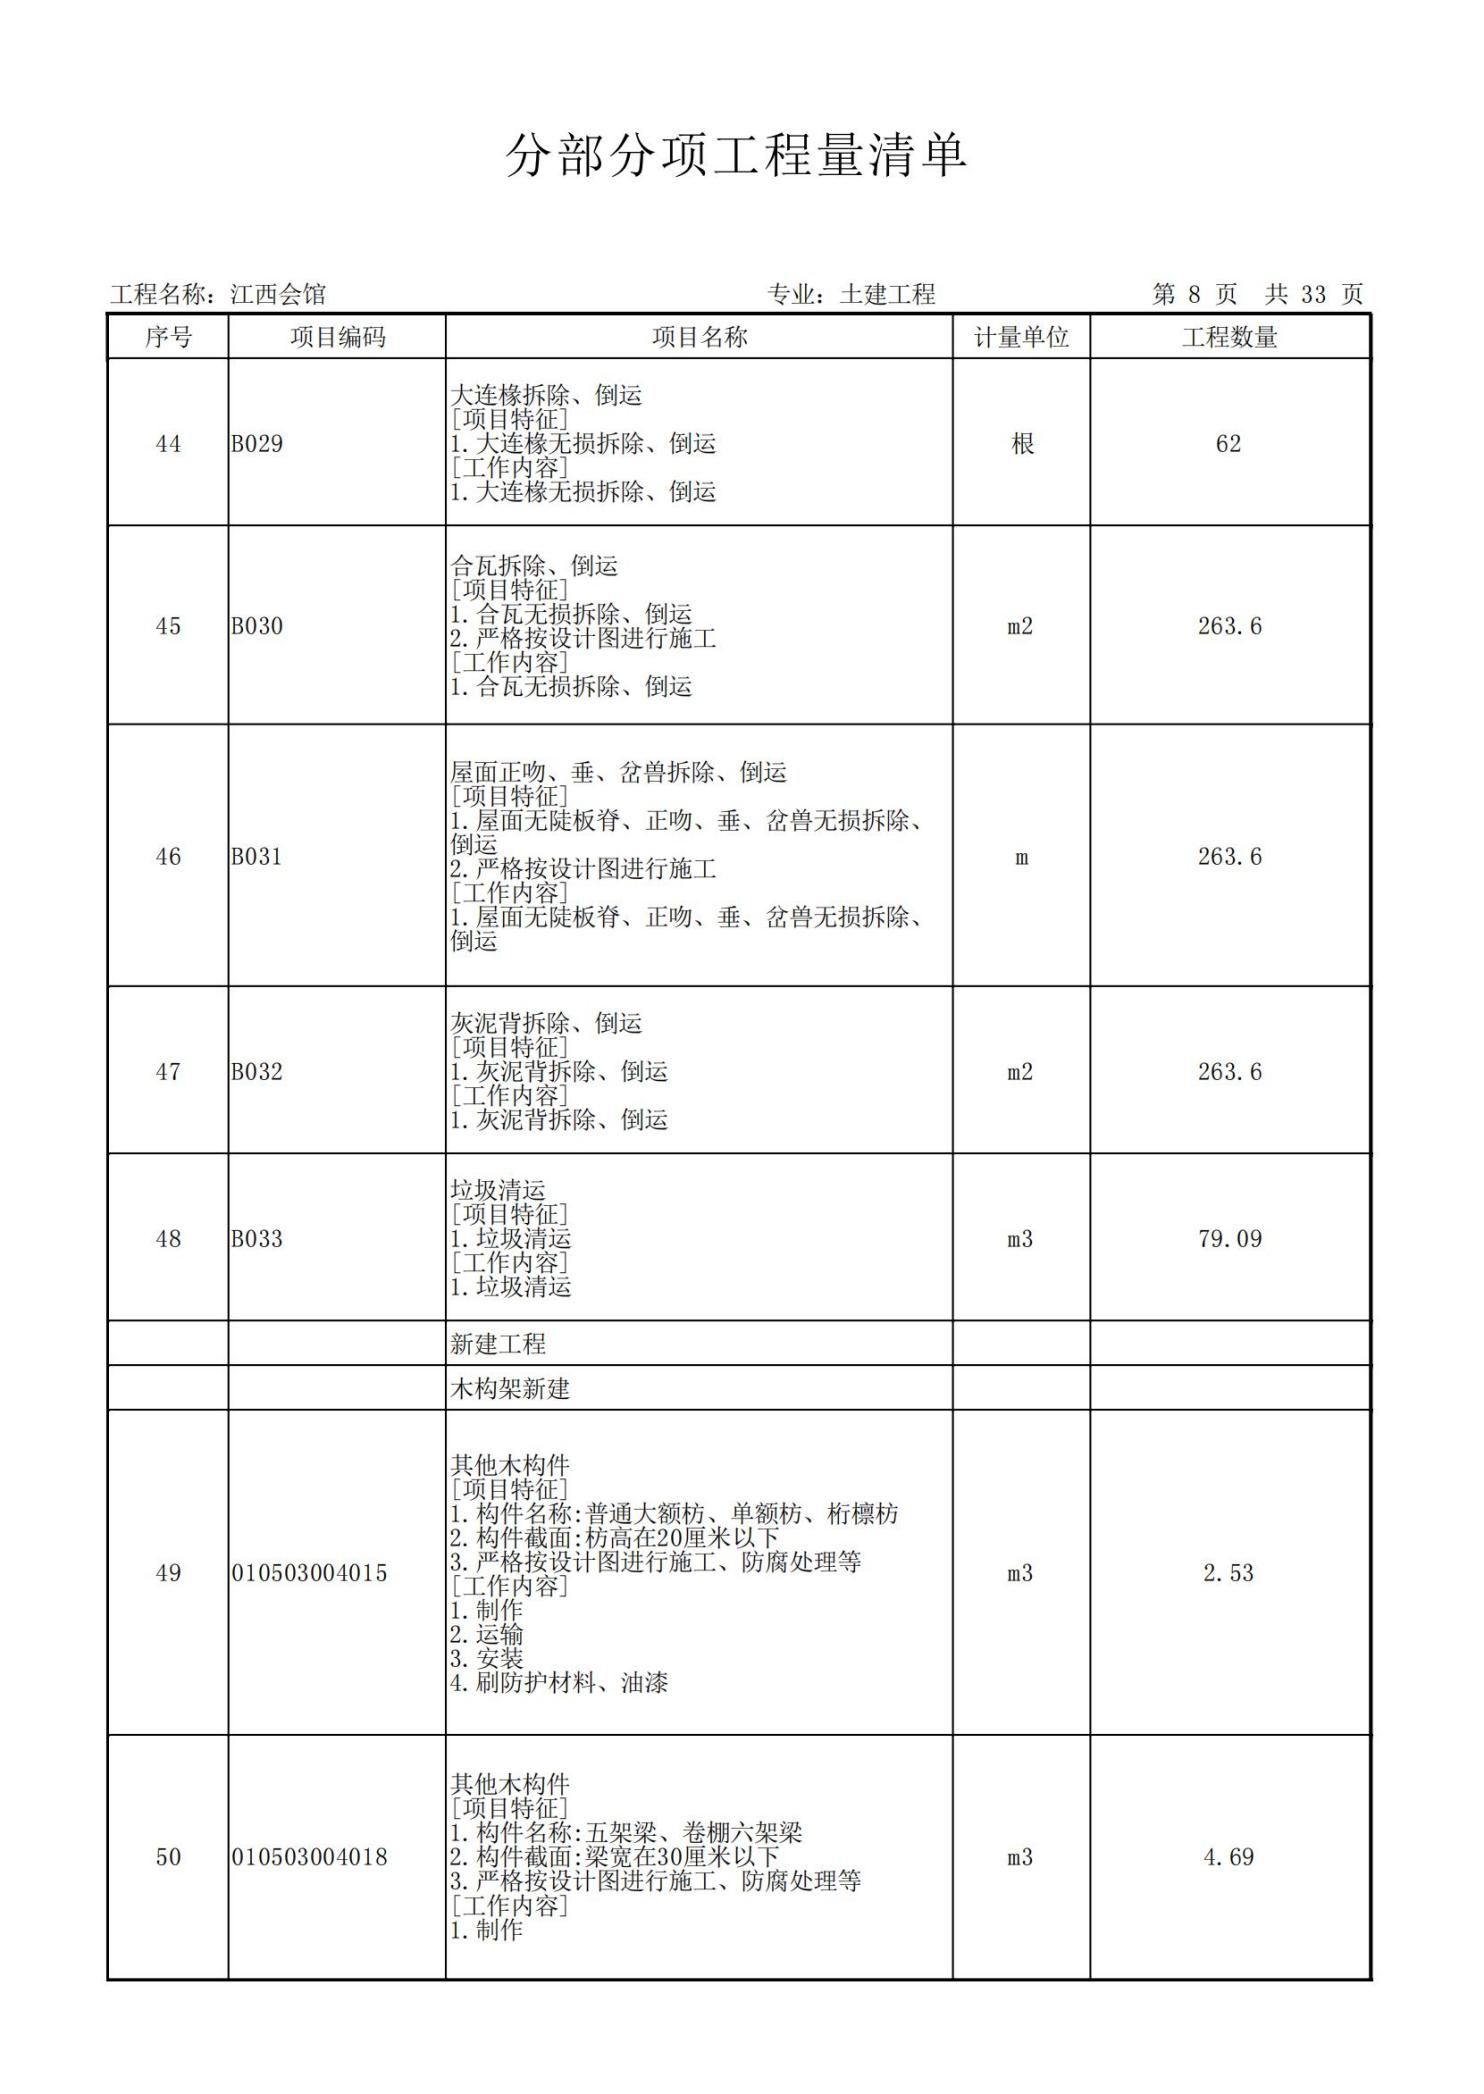 分部分项工程量清单
工程名称：江西会馆 专业：土建工程 第 8 页 共 33 页
序号 项目编码 项目名称 计量单位 工程数量
大连椽拆除、倒运
[项目特征]
44 B029 1.大连椽无损拆除、倒运 根 62
[工作内容]
1.大连椽无损拆除、倒运
合瓦拆除、倒运
[项目特征]
1.合瓦无损拆除、倒运
45 B030 2.严格按设计图进行施工 m2 263.6
[工作内容]
1.合瓦无损拆除、倒运
屋面正吻、垂、岔兽拆除、倒运
[项目特征]
1.屋面无陡板脊、正吻、垂、岔兽无损拆除、
倒运
46 B031 2.严格按设计图进行施工 m 263.6
[工作内容]
1.屋面无陡板脊、正吻、垂、岔兽无损拆除、
倒运
灰泥背拆除、倒运
[项目特征]
47 B032 1.灰泥背拆除、倒运 m2 263.6
[工作内容]
1.灰泥背拆除、倒运
垃圾清运
[项目特征]
48 B033 1.垃圾清运 m3 79.09
[工作内容]
1.垃圾清运
新建工程
木构架新建
其他木构件
[项目特征]
1.构件名称:普通大额枋、单额枋、桁檩枋
2.构件截面:枋高在20厘米以下
3.严格按设计图进行施工、防腐处理等
49 010503004015 [工作内容] m3 2.53
1.制作
2.运输
3.安装
4.刷防护材料、油漆
其他木构件
[项目特征]
1.构件名称:五架梁、卷棚六架梁
50 010503004018 2.构件截面:梁宽在30厘米以下 m3 4.69
3.严格按设计图进行施工、防腐处理等
[工作内容]
1.制作